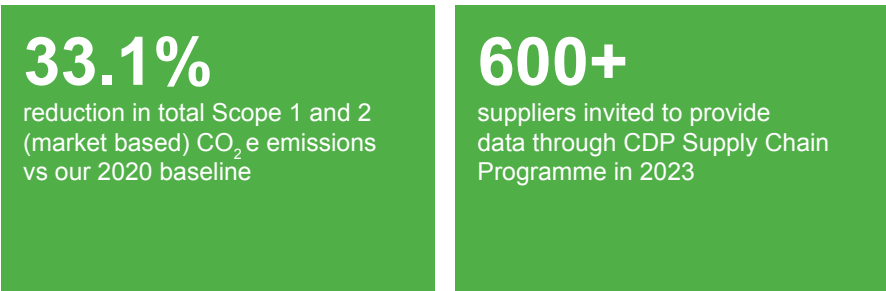 33.1%
reduction in total Scope 1 and 2
(market based) CO₂e emissions
vs our 2020 baseline
600+
suppliers invited to provide
data through CDP Supply Chain
Programme in 2023